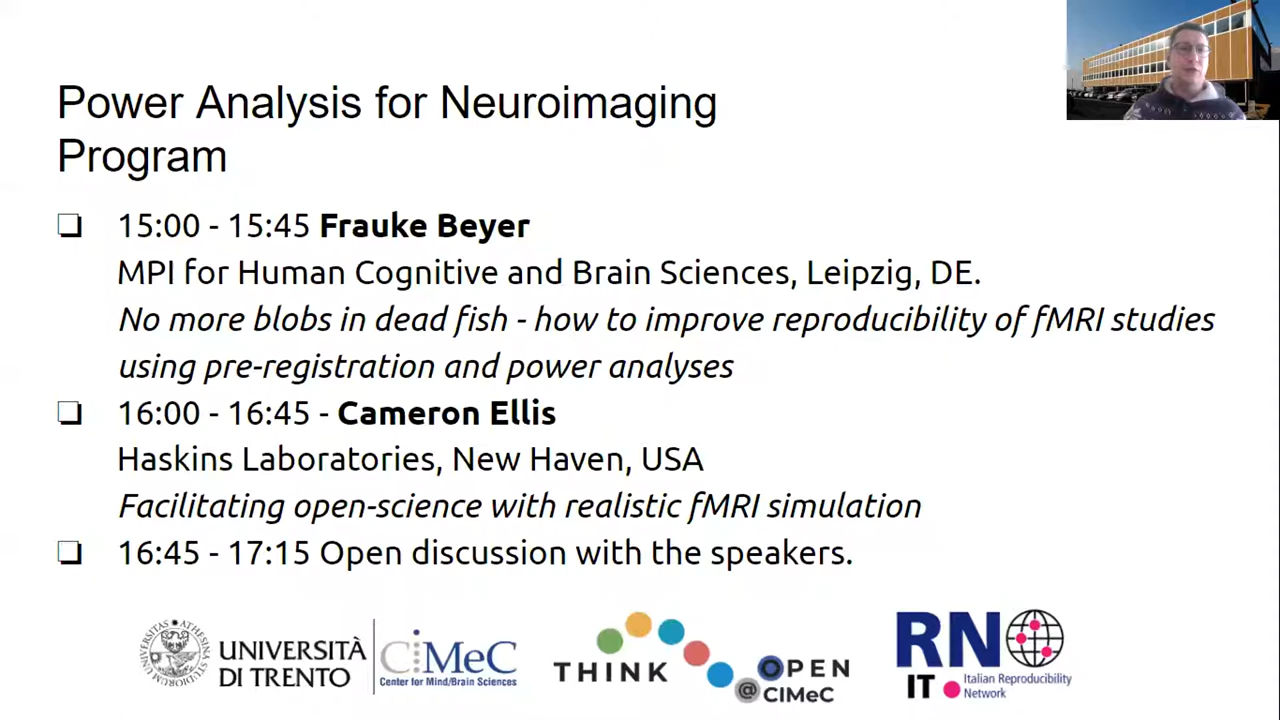 Power Analysis for Neuroimaging
Program
15:00 - 15:45 Frauke Beyer
MPI for Human Cognitive and Brain Sciences, Leipzig, DE.
No more blobs in dead fish - how to improve reproducibility of fMRI studies
using pre-registration and power analyses
16:00 - 16:45 - Cameron Ellis
Haskins Laboratories, New Haven, USA
Facilitating open-science with realistic fMRI simulation
16:45 - 17:15 Open discussion with the speakers.
UNIVERSITÀ
DI TRENTO
CiMeC
Center for Mind/Brain Sciences
THINK
OPEN
@CIMeC
RN
IT
Italian Reproducibility
Network